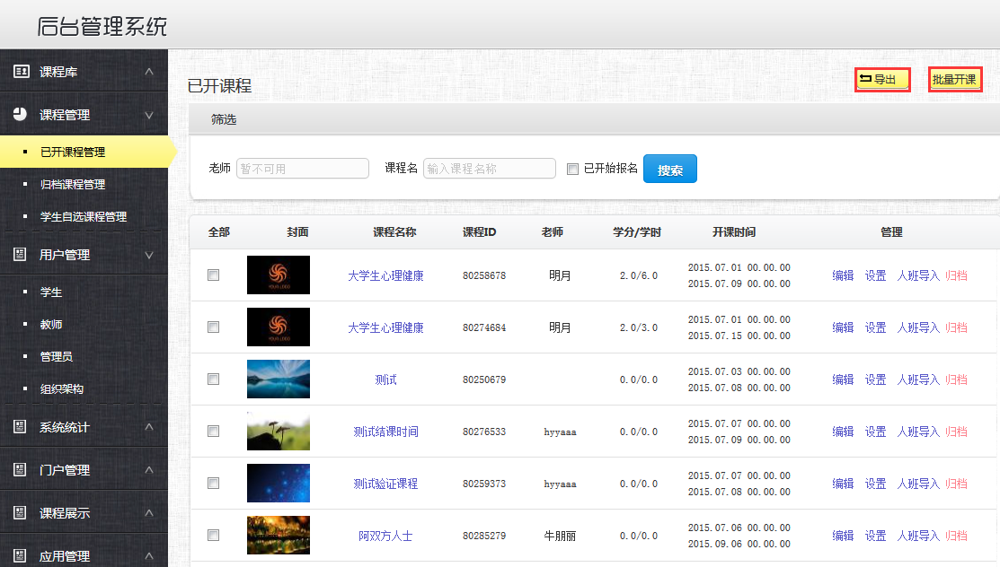 后台管理系统
课程库
课程管理
已开课程管理
归档课程管理
学生自选课程管理
用户管理
学生
教师
管理员
组织架构
系统统计
门户管理
课程展示
应用管理
已开课程
导出
批量开课
筛选
老师 暂不可用 课程名 输入课程名称 已开始报名 搜索
全部 封面 课程名称 课程ID 老师 学分/学时 开课时间 管理
大学生心理健康 80258678 明月 2.0/6.0 2015.07.01 00.00.00 编辑 设置 人班导入 归档
2015.07.09 00.00.00
大学生心理健康 80274684 明月 2.0/3.0 2015.07.01 00.00.00 编辑 设置 人班导入 归档
2015.07.15 00.00.00
测试 80250679 0.0/0.0 2015.07.03 00.00.00 编辑 设置 人班导入 归档
2015.07.08 00.00.00
测试结课时间 80276533 hyyaaa 0.0/0.0 2015.07.07 00.00.00 编辑 设置 人班导入 归档
2015.07.09 00.00.00
测试验证课程 80259373 hyyaaa 0.0/0.0 2015.07.07 00.00.00 编辑 设置 人班导入 归档
2015.07.08 00.00.00
阿双方人士 80285279 牛朋丽 0.0/0.0 2015.07.06 00.00.00 编辑 设置 人班导入 归档
2015.09.06 00.00.00